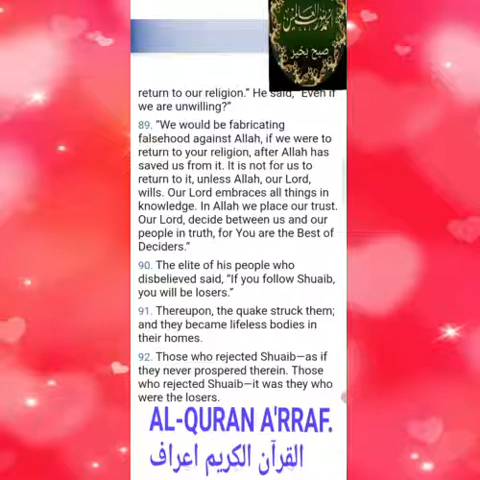 صبح بخیر
return to our religion.” He said, “Even if
we are unwilling?”
89. “We would be fabricating
falsehood against Allah, if we were to
return to your religion, after Allah has
saved us from it. It is not for us to
return to it, unless Allah, our Lord,
wills. Our Lord embraces all things in
knowledge. In Allah we place our trust.
Our Lord, decide between us and our
people in truth, for You are the Best of
Deciders.”
90. The elite of his people who
disbelieved said, “If you follow Shuaib,
you will be losers.”
91. Thereupon, the quake struck them;
and they became lifeless bodies in
their homes.
92. Those who rejected Shuaib—as if
they never prospered therein. Those
who rejected Shuaib—it was they who
were the losers.
AL-QURAN A'RRAF.
القرآن الكريم اعراف